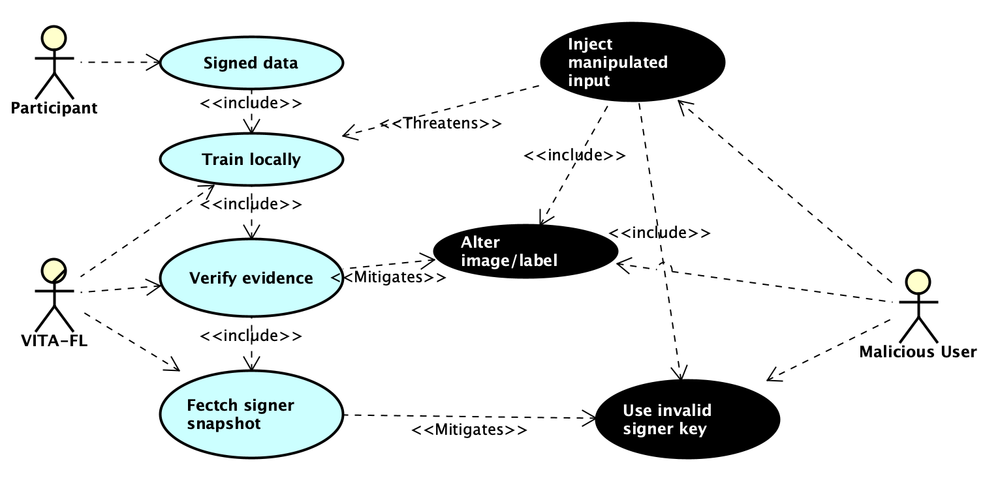 Inject
manipulated
input
Signed data
Participant
<<include>>
<<Threatens>>
Train locally
<<include>>
<<include>>
<<include>>
Alter
image/label
Verify evidence
<<Mitigates>>
VITA-FL
<<include>>
Malicious User
Fectch signer
snapshot
Use invalid
signer key
<<Mitigates>>